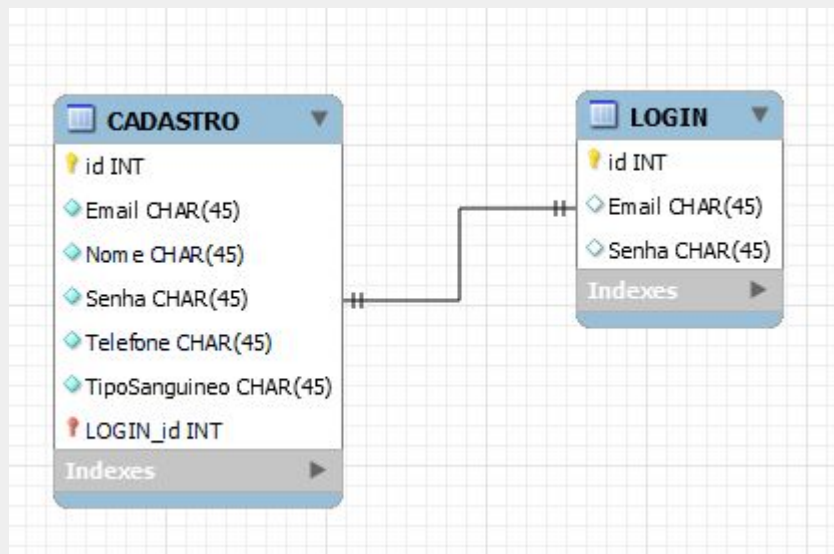 CADASTRO
id INT
Email CHAR(45)
Nome CHAR(45)
Senha CHAR(45)
Telefone CHAR(45)
TipoSanguineo CHAR(45)
LOGIN_id INT
Indexes
LOGIN
id INT
Email CHAR(45)
Senha CHAR(45)
Indexes